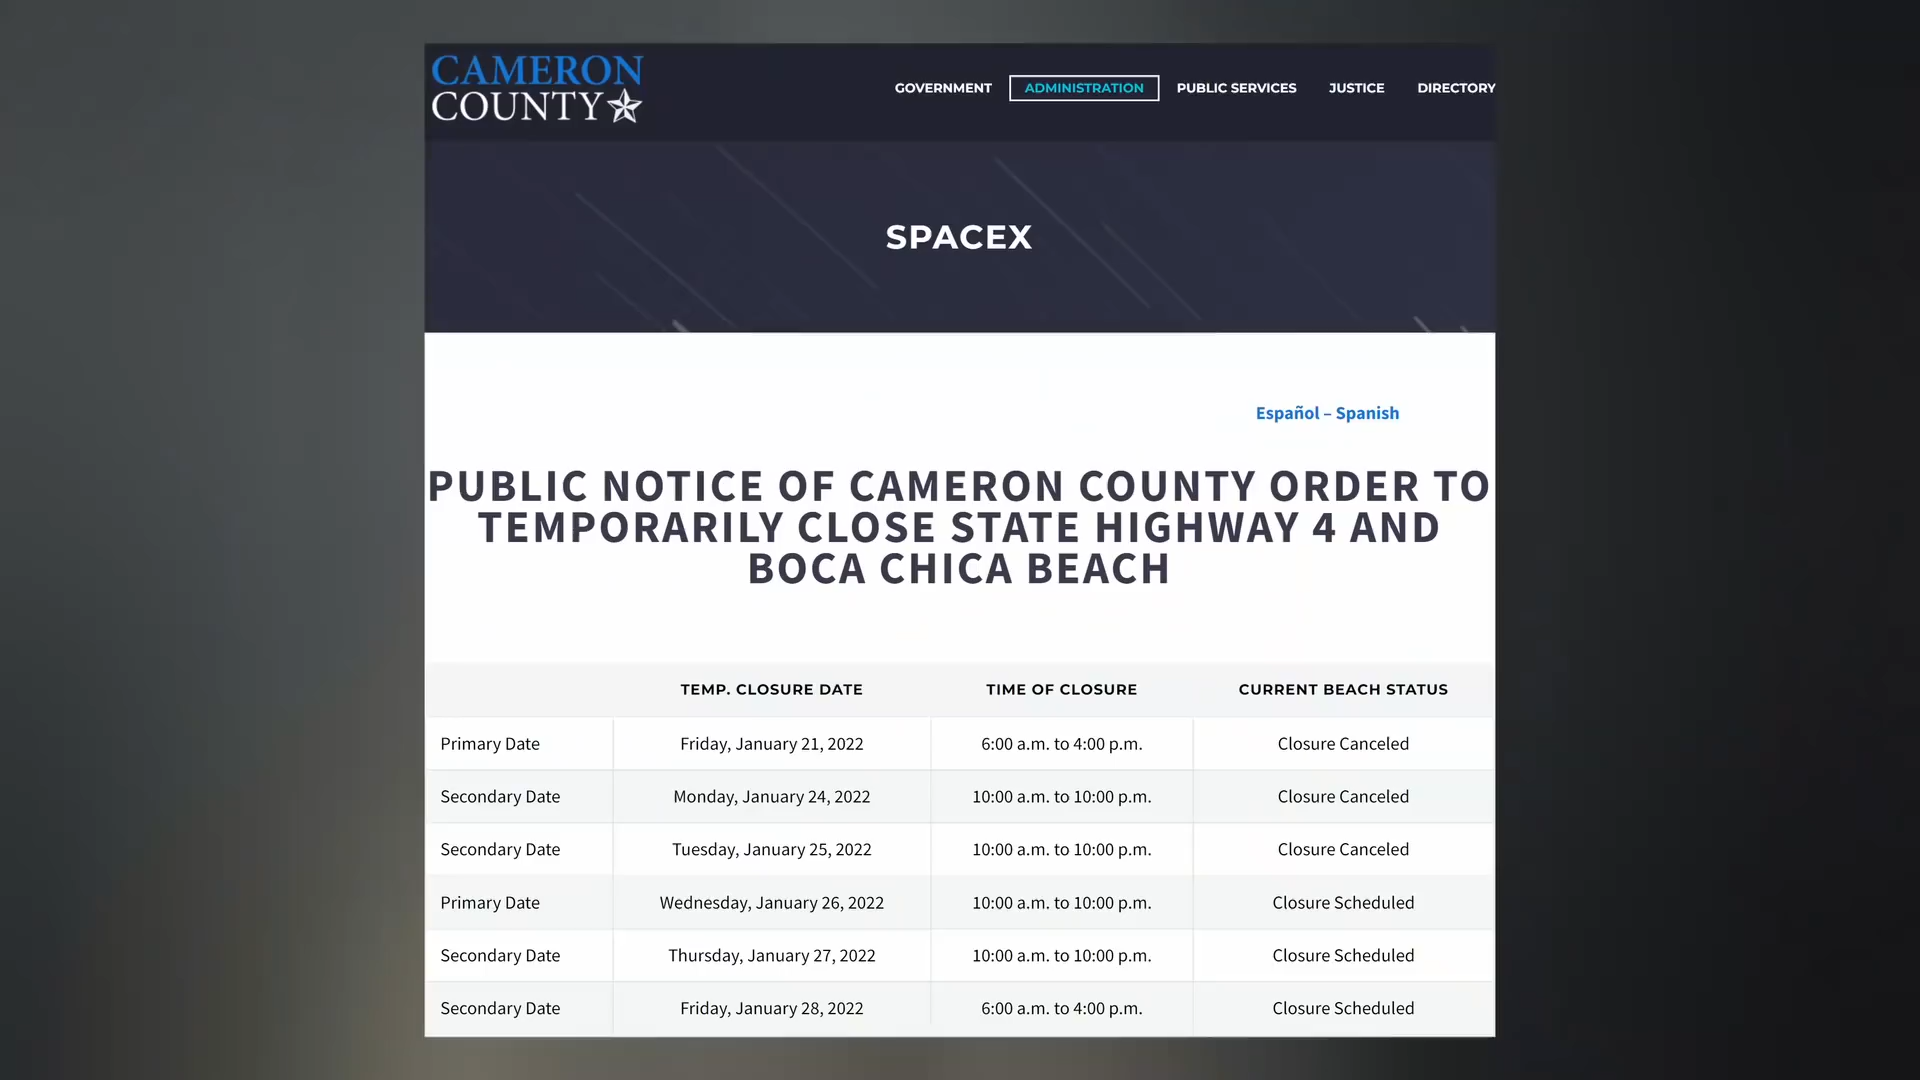 CAMERON
COUNTY
GOVERNMENT ADMINISTRATION PUBLIC SERVICES JUSTICE DIRECTORY
SPACEX
Español – Spanish
PUBLIC NOTICE OF CAMERON COUNTY ORDER TO
TEMPORARILY CLOSE STATE HIGHWAY 4 AND
BOCA CHICA BEACH
TEMP. CLOSURE DATE TIME OF CLOSURE CURRENT BEACH STATUS
Primary Date Friday, January 21, 2022 6:00 a.m. to 4:00 p.m. Closure Canceled
Secondary Date Monday, January 24, 2022 10:00 a.m. to 10:00 p.m. Closure Canceled
Secondary Date Tuesday, January 25, 2022 10:00 a.m. to 10:00 p.m. Closure Canceled
Primary Date Wednesday, January 26, 2022 10:00 a.m. to 10:00 p.m. Closure Scheduled
Secondary Date Thursday, January 27, 2022 10:00 a.m. to 10:00 p.m. Closure Scheduled
Secondary Date Friday, January 28, 2022 6:00 a.m. to 4:00 p.m. Closure Scheduled